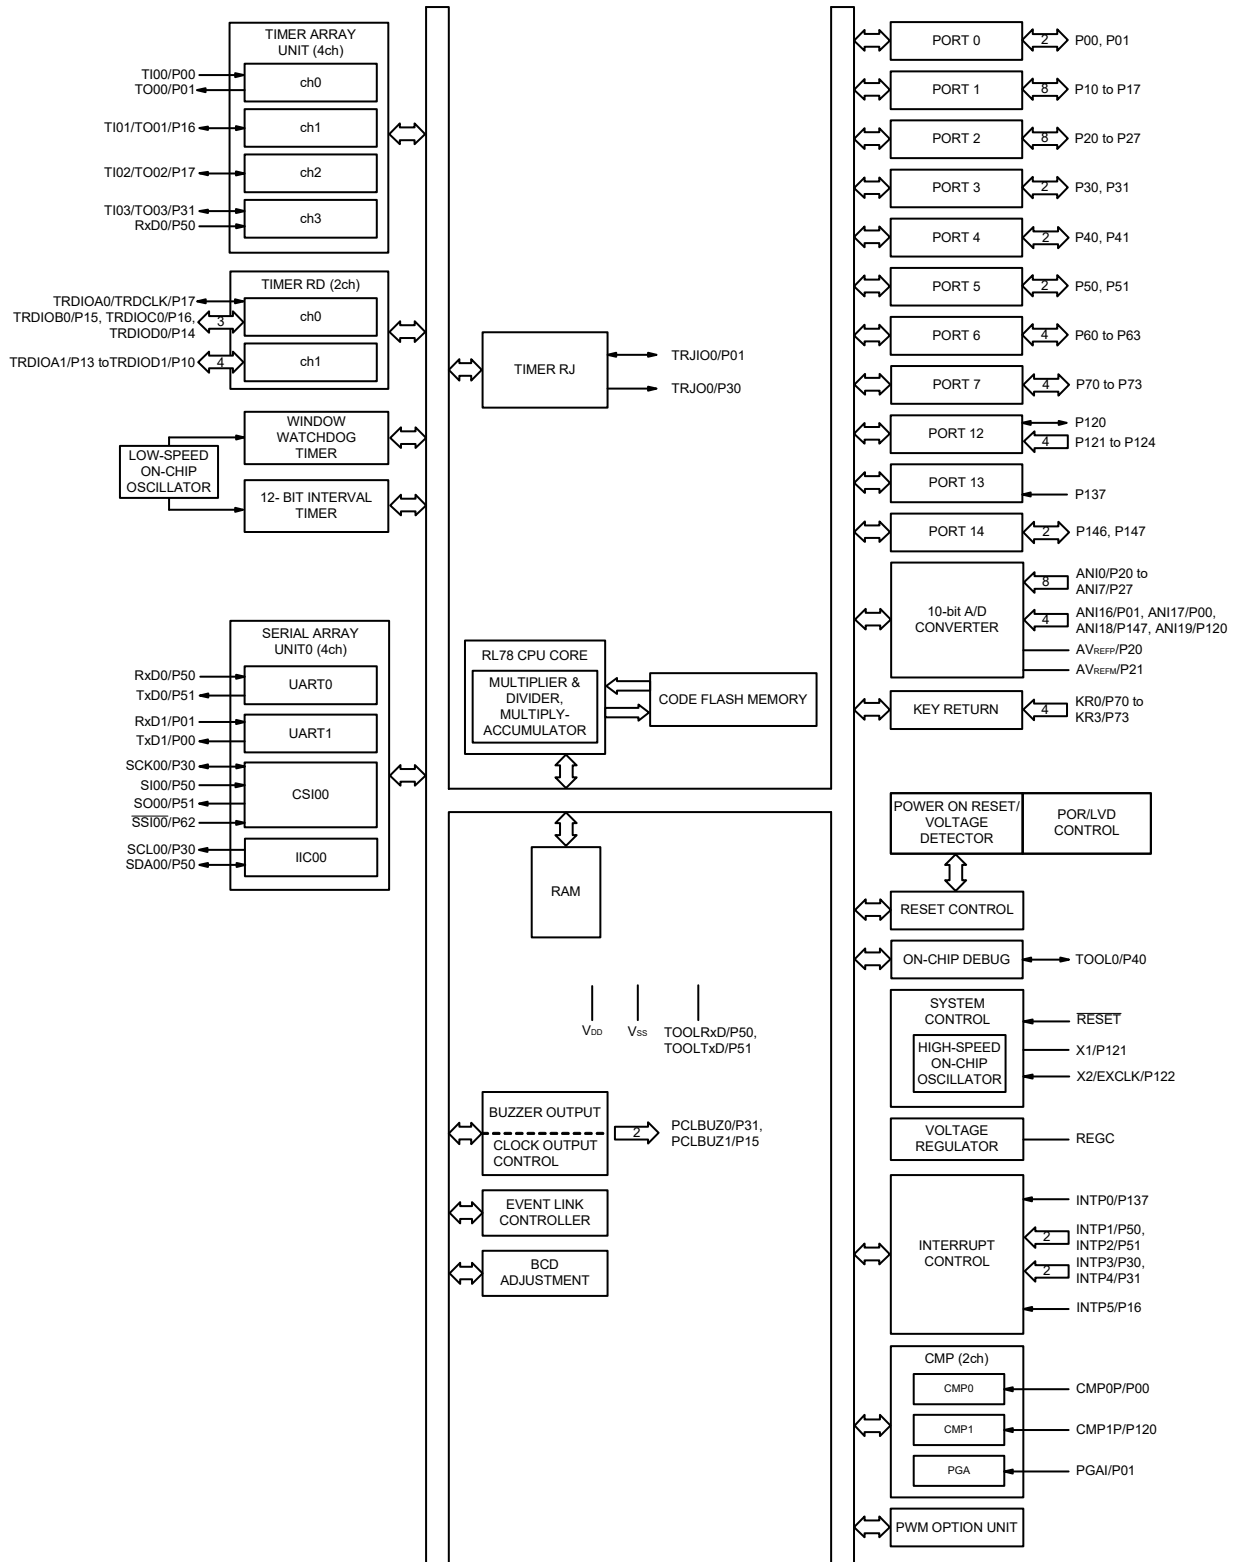 TIMER ARRAY
UNIT (4ch)
TI00/P00
TO00/P01
ch0
TI01/TO01/P16
ch1
TI02/TO02/P17
ch2
TI03/TO03/P31
RxD0/P50
ch3
TIMER RD (2ch)
TRDIOA0/TRDCLK/P17
TRDIOB0/P15, TRDIOC0/P16,
TRDIOD0/P14
3
ch0
TRDIOA1/P13 toTRDIOD1/P10
4
ch1
WINDOW
WATCHDOG
TIMER
LOW-SPEED
ON-CHIP
OSCILLATOR
12- BIT INTERVAL
TIMER
SERIAL ARRAY
UNIT0 (4ch)
RxD0/P50
TxD0/P51
UART0
RxD1/P01
TxD1/P00
UART1
SCK00/P30
SI00/P50
SO00/P51
SSI00/P62
CSI00
SCL00/P30
SDA00/P50
IIC00
TIMER RJ
TRJIO0/P01
TRJO0/P30
RL78 CPU CORE
MULTIPLIER &
DIVIDER,
MULTIPLY-
ACCUMULATOR
CODE FLASH MEMORY
RAM
VDD
VSS
TOOLRxD/P50,
TOOLTxD/P51
BUZZER OUTPUT
CLOCK OUTPUT
CONTROL
2
PCLBUZ0/P31,
PCLBUZ1/P15
EVENT LINK
CONTROLLER
BCD
ADJUSTMENT
PORT 0
2
P00, P01
PORT 1
8
P10 to P17
PORT 2
8
P20 to P27
PORT 3
2
P30, P31
PORT 4
2
P40, P41
PORT 5
2
P50, P51
PORT 6
4
P60 to P63
PORT 7
4
P70 to P73
PORT 12
P120
4
P121 to P124
PORT 13
P137
PORT 14
2
P146, P147
10-bit A/D
CONVERTER
8
ANI0/P20 to
ANI7/P27
4
ANI16/P01, ANI17/P00,
ANI18/P147, ANI19/P120
AVREFP/P20
AVREFM/P21
KEY RETURN
4
KR0/P70 to
KR3/P73
POWER ON RESET/
VOLTAGE
DETECTOR
POR/LVD
CONTROL
RESET CONTROL
ON-CHIP DEBUG
TOOL0/P40
SYSTEM
CONTROL
HIGH-SPEED
ON-CHIP
OSCILLATOR
RESET
X1/P121
X2/EXCLK/P122
VOLTAGE
REGULATOR
REGC
INTERRUPT
CONTROL
INTP0/P137
2
INTP1/P50,
INTP2/P51
2
INTP3/P30,
INTP4/P31
INTP5/P16
CMP (2ch)
CMP0
CMP0P/P00
CMP1
CMP1P/P120
PGA
PGAI/P01
PWM OPTION UNIT